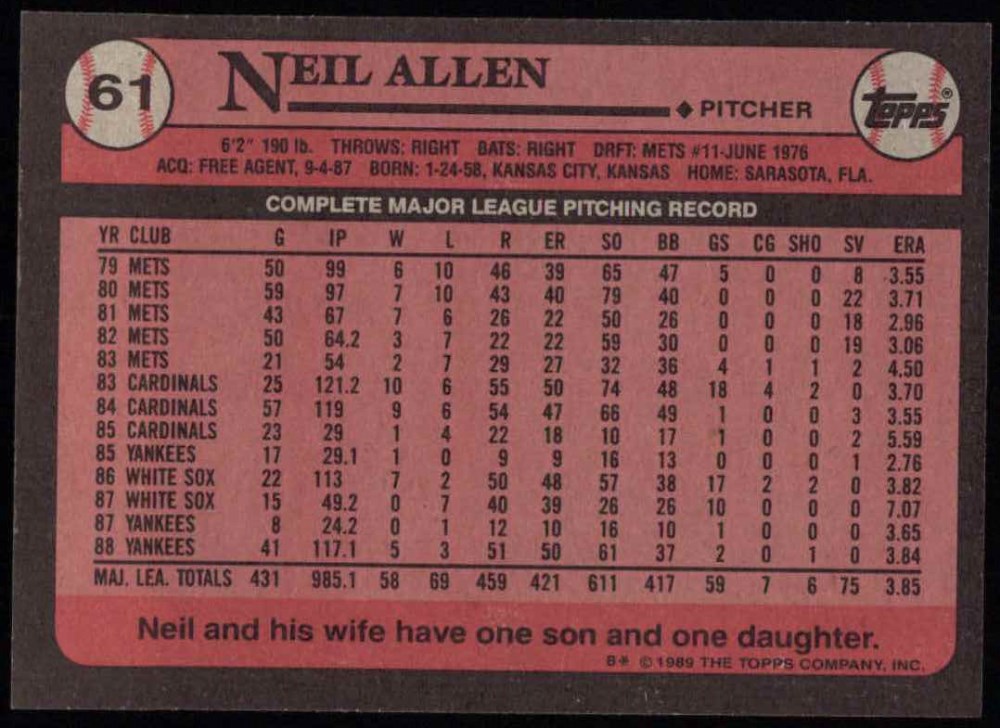 61
NEIL ALLEN
◆ PITCHER
TOPPS®
6'2" 190 lb. THROWS: RIGHT BATS: RIGHT DRFT: METS #11-JUNE 1976
ACQ: FREE AGENT, 9-4-87 BORN: 1-24-58, KANSAS CITY, KANSAS HOME: SARASOTA, FLA.
COMPLETE MAJOR LEAGUE PITCHING RECORD
YR CLUB G IP W L R ER SO BB GS CG SHO SV ERA
79 METS 50 99 6 10 46 39 65 47 5 0 0 8 3.55
80 METS 59 97 7 10 43 40 79 40 0 0 0 22 3.71
81 METS 43 67 7 6 26 22 50 26 0 0 0 18 2.96
82 METS 50 64.2 3 7 22 22 59 30 0 0 0 19 3.06
83 METS 21 54 2 7 29 27 32 36 4 1 1 2 4.50
83 CARDINALS 25 121.2 10 6 55 50 74 48 18 4 2 0 3.70
84 CARDINALS 57 119 9 6 54 47 66 49 1 0 0 3 3.55
85 CARDINALS 23 29 1 4 22 18 10 17 1 0 0 2 5.59
85 YANKEES 17 29.1 1 0 9 9 16 13 0 0 0 1 2.76
86 WHITE SOX 22 113 7 2 50 48 57 38 17 2 2 0 3.82
87 WHITE SOX 15 49.2 0 7 40 39 26 26 10 0 0 0 7.07
87 YANKEES 8 24.2 0 1 12 10 16 10 1 0 0 0 3.65
88 YANKEES 41 117.1 5 3 51 50 61 37 2 0 1 0 3.84
MAJ. LEA. TOTALS 431 985.1 58 69 459 421 611 417 59 7 6 75 3.85
Neil and his wife have one son and one daughter.
B* © 1989 THE TOPPS COMPANY, INC.